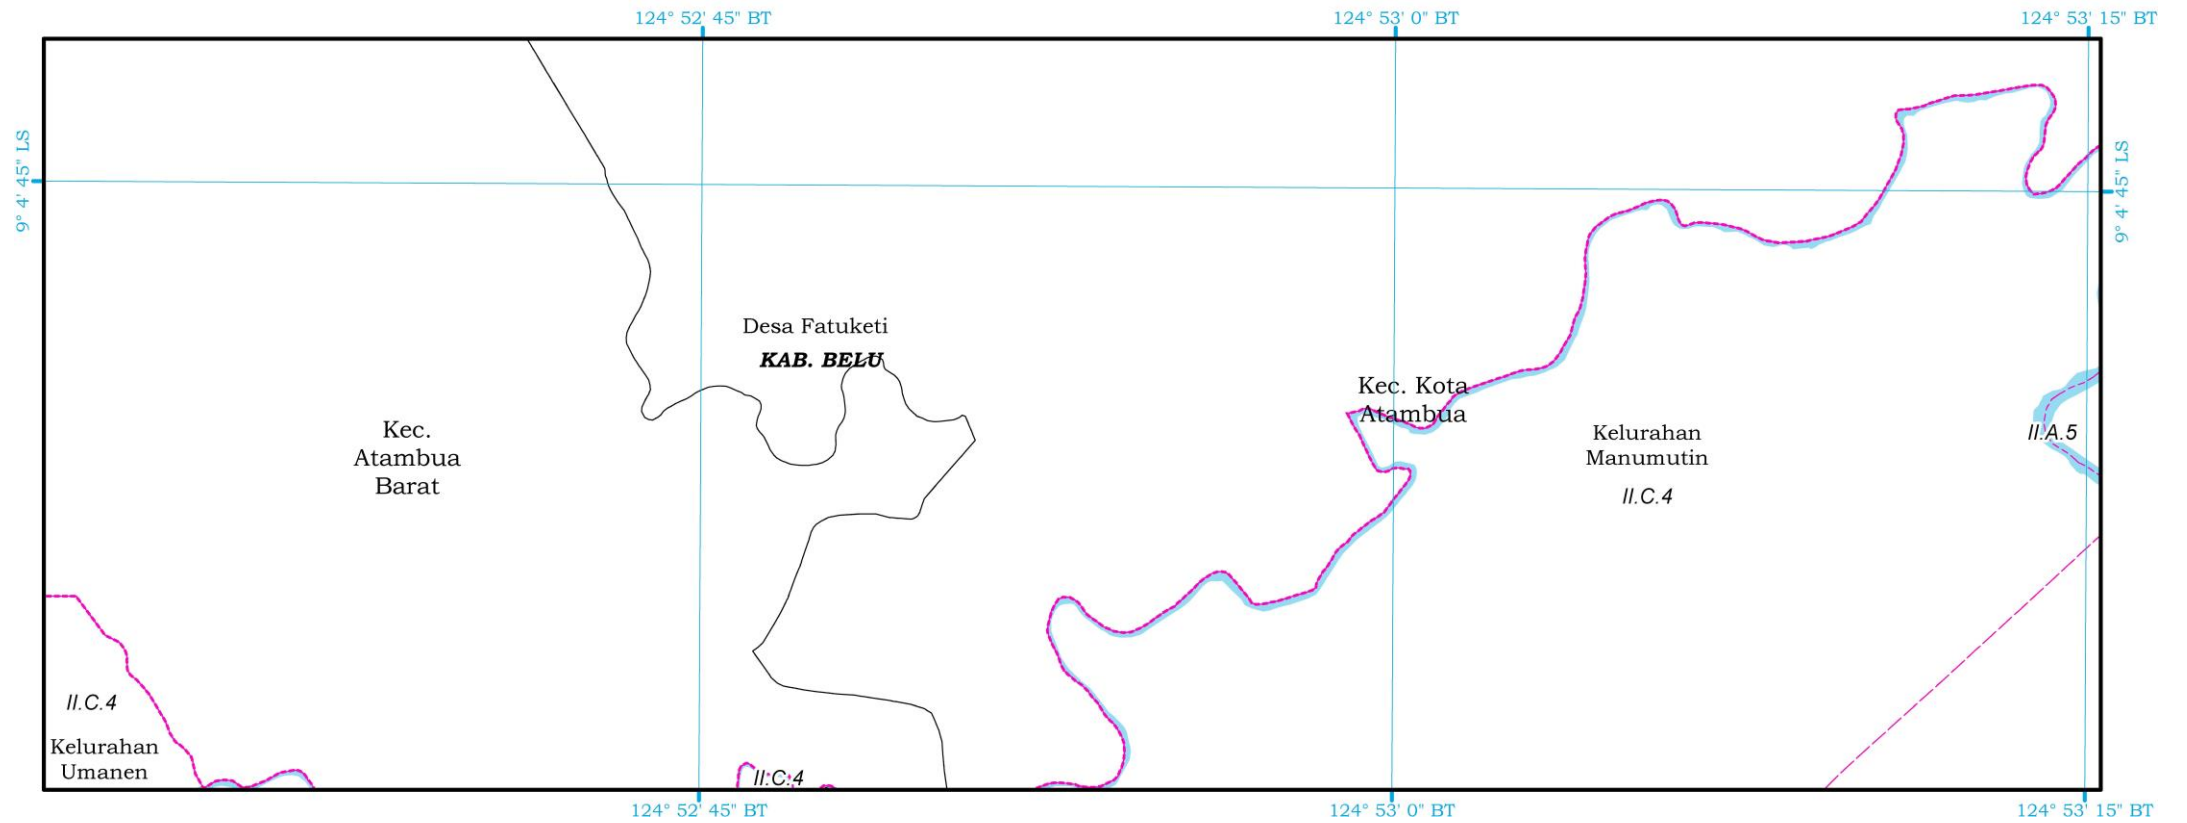 124° 52' 45" BT
124° 53' 0" BT
124° 53' 15" BT
9° 4' 45" LS
9° 4' 45" LS
Desa Fatuketi
KAB. BELU
Kec. Kota
Atambua
Kec.
Atambua
Barat
Kelurahan
Manumutin
II.C.4
II.A.5
II.C.4
Kelurahan
Umanen
II.C.4
124° 52' 45" BT
124° 53' 0" BT
124° 53' 15" BT